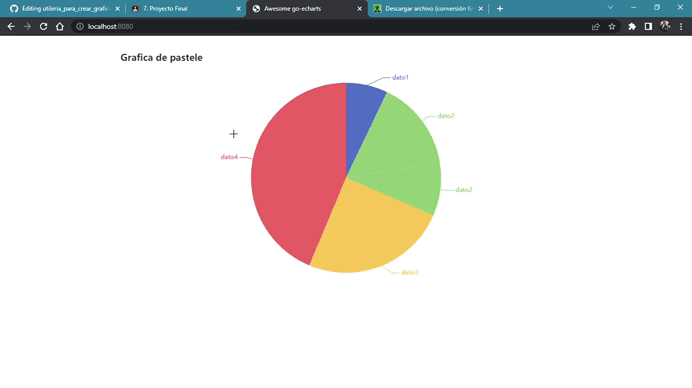 Editing utileria_para_crear_grafic
7. Proyecto Final
Awesome go-echarts
Descargar archivo (conversión fin
localhost:8080
Grafica de pastele
dato1
dato2
dato4
dato2
dato3